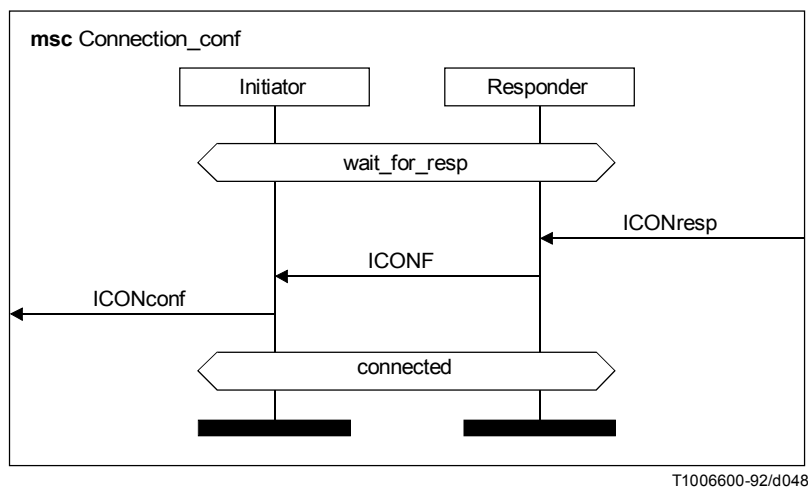 msc Connection_conf
Initiator
Responder
wait_for_resp
ICONresp
ICONF
ICONconf
connected
T1006600-92/d048